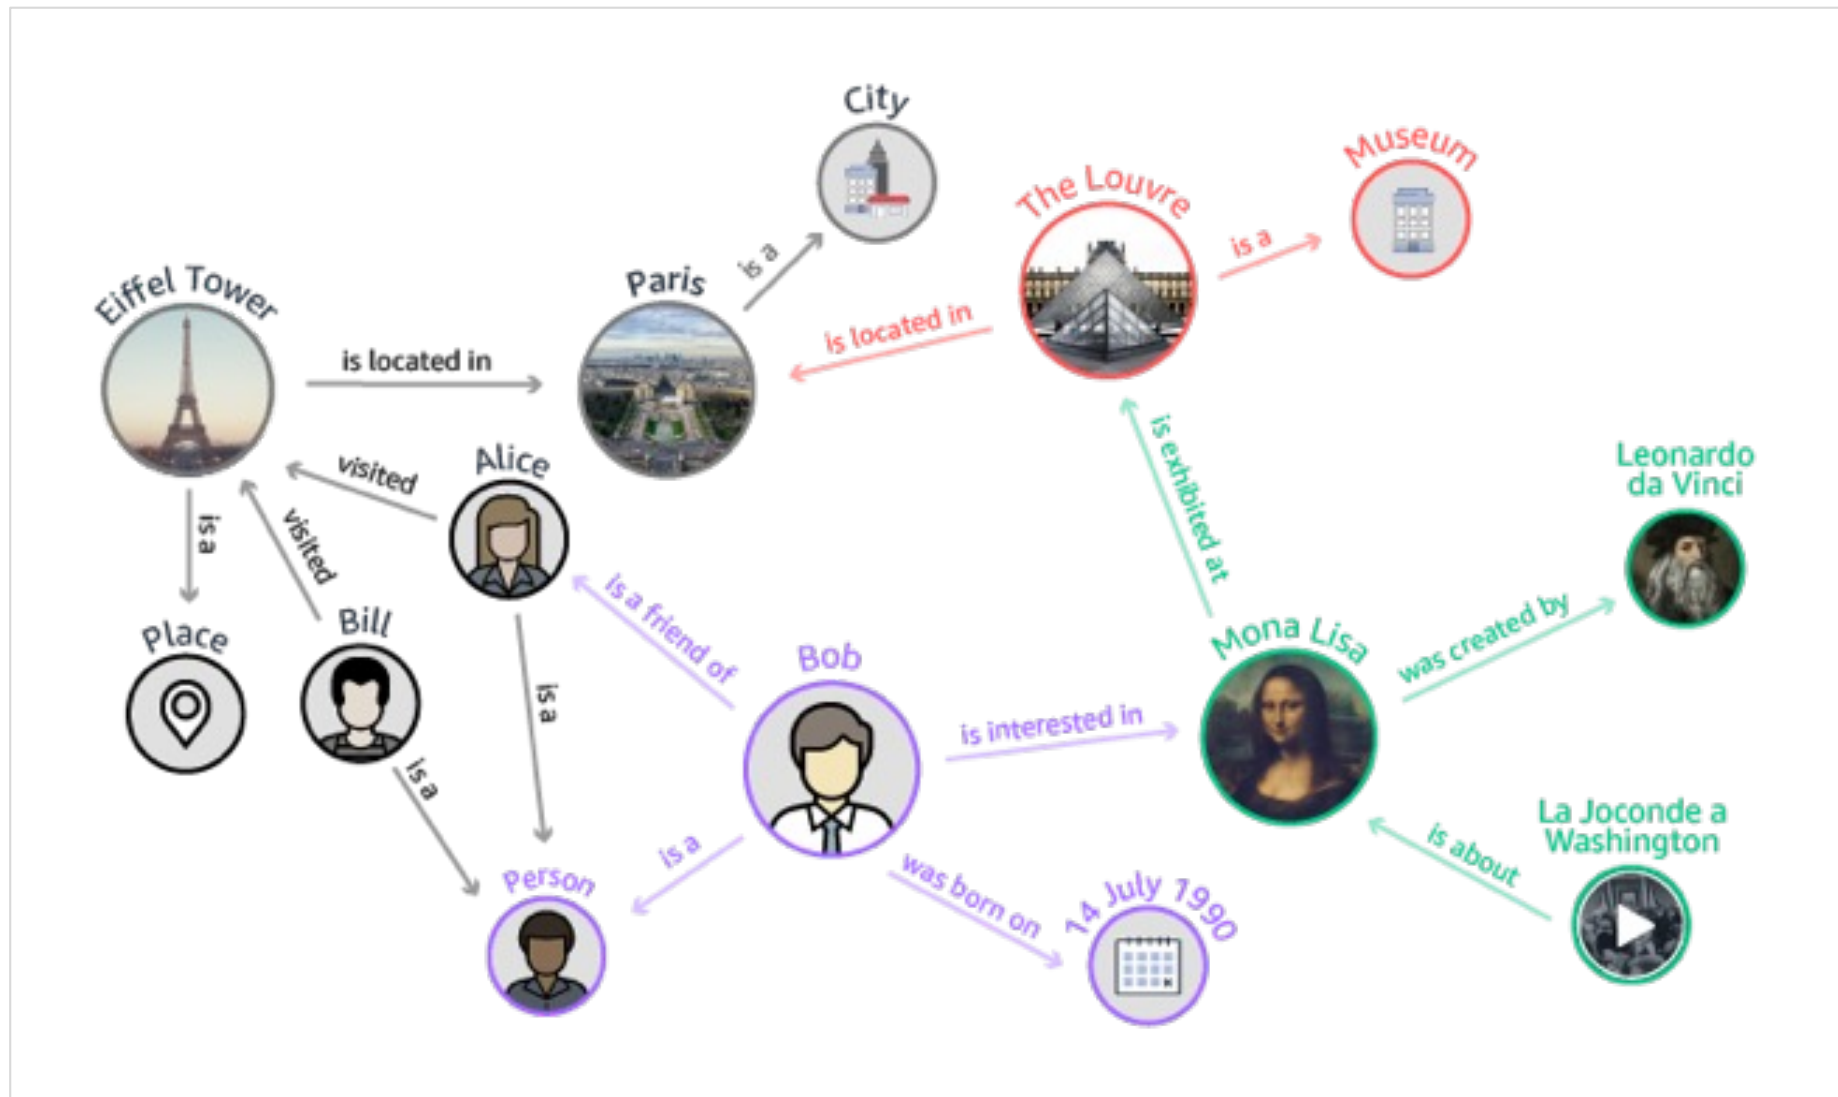 City
Museum
The Louvre
is a
is a
Paris
Eiffel Tower
is located in
is located in
Alice
visited
is exhibited at
Leonardo
da Vinci
is a
visited
Place
Bill
is a friend of
Bob
Mona Lisa
was created by
is a
is interested in
is a
La Joconde a
Washington
is about
Person
is a
was born on
14 July 1990